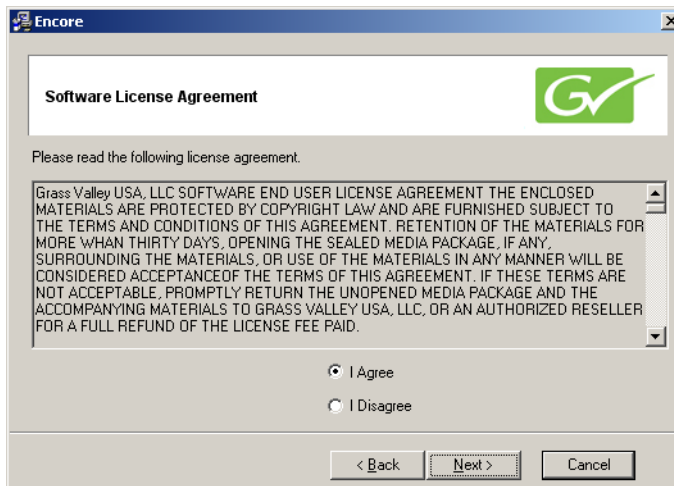 Encore
Software License Agreement
GV
Please read the following license agreement.
Grass Valley USA, LLC SOFTWARE END USER LICENSE AGREEMENT THE ENCLOSED
MATERIALS ARE PROTECTED BY COPYRIGHT LAW AND ARE FURNISHED SUBJECT TO
THE TERMS AND CONDITIONS OF THIS AGREEMENT. RETENTION OF THE MATERIALS FOR
MORE WHAN THIRTY DAYS, OPENING THE SEALED MEDIA PACKAGE, IF ANY,
SURROUNDING THE MATERIALS, OR USE OF THE MATERIALS IN ANY MANNER WILL BE
CONSIDERED ACCEPTANCEOF THE TERMS OF THIS AGREEMENT. IF THESE TERMS ARE
NOT ACCEPTABLE, PROMPTLY RETURN THE UNOPENED MEDIA PACKAGE AND THE
ACCOMPANYING MATERIALS TO GRASS VALLEY USA, LLC, OR AN AUTHORIZED RESELLER
FOR A FULL REFUND OF THE LICENSE FEE PAID.
I Agree
I Disagree
< Back Next > Cancel